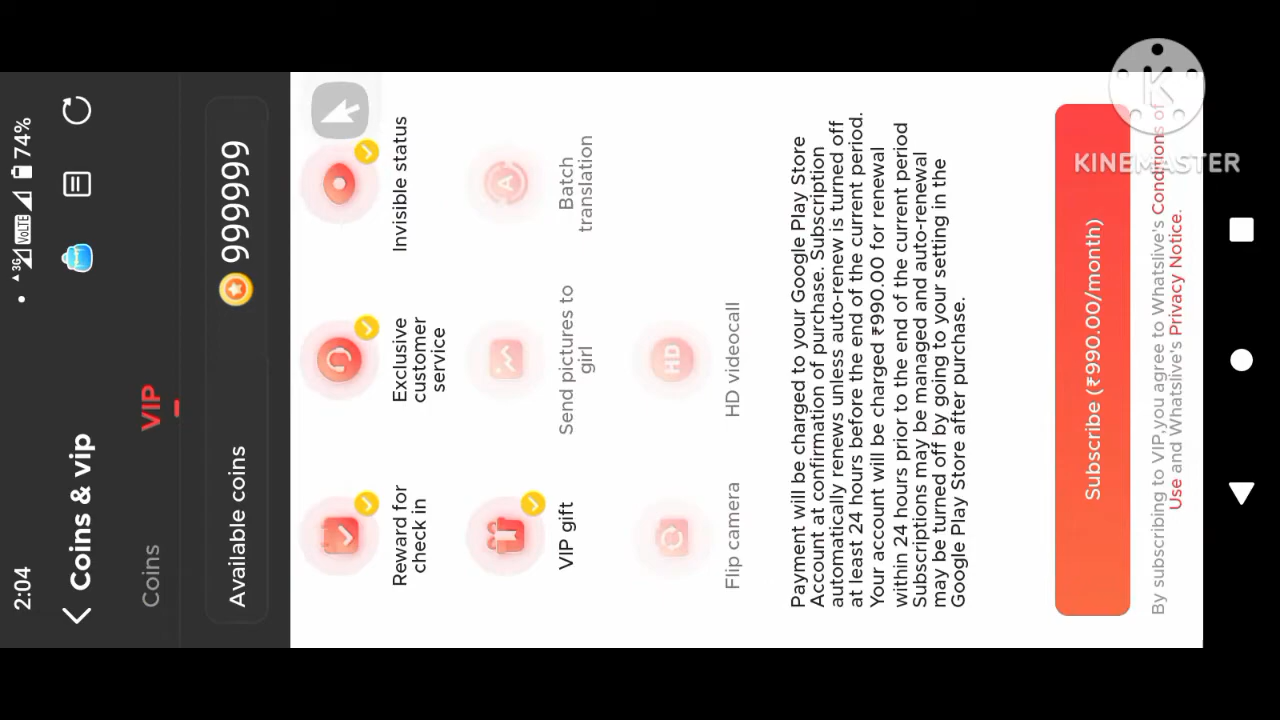 2:04
3G
VoLTE
74%
Coins & vip
Coins
VIP
Available coins
999999
Reward for
check in
Exclusive
customer
service
Invisible status
VIP gift
Send pictures to
girl
Batch
translation
Flip camera
HD
HD videocall
Payment will be charged to your Google Play Store
Account at confirmation of purchase. Subscription
automatically renewes unless auto-renew is turned off
at least 24 hours before the end of the current period.
Your account will be charged ₹990.00 for renewal
within 24 hours prior to the end of the current period
Subscriptions may be managed and auto-renewal
may be turned off by going to your setting in the
Google Play Store after purchase.
Subscribe (₹990.00/month)
By subscribing to VIP,you agree to Whatslive's Conditions of
Use and Whatslive's Privacy Notice.
K
KINEMASTER